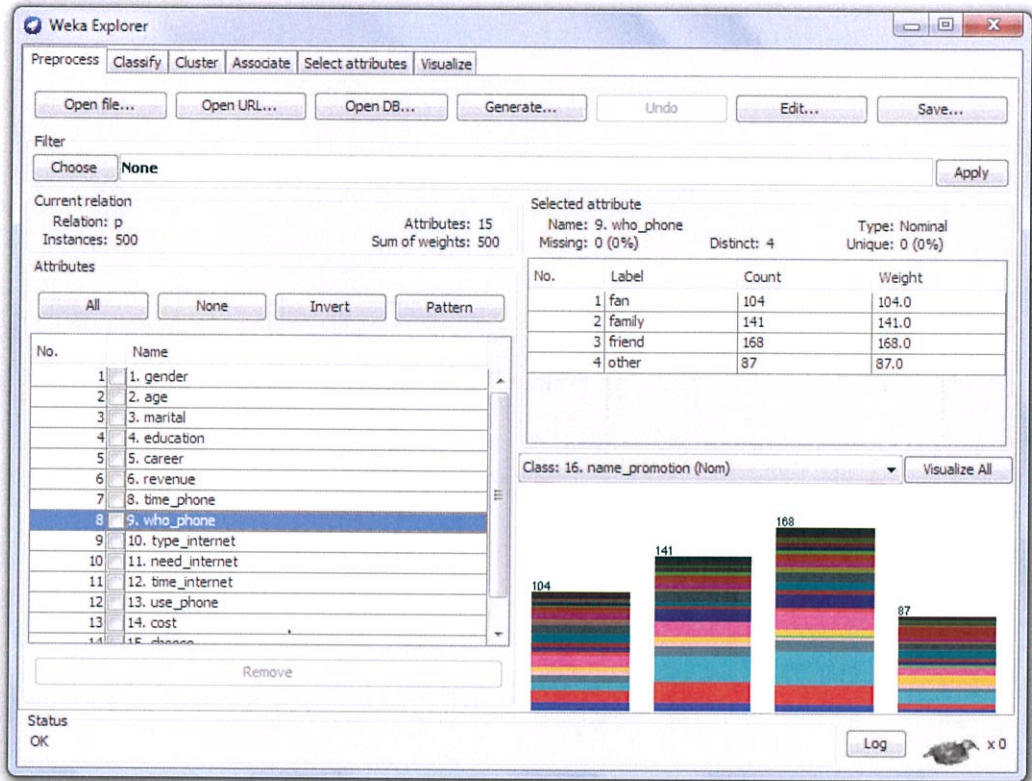 Weka Explorer
Preprocess Classify Cluster Associate Select attributes Visualize
Open file... Open URL... Open DB... Generate... Undo Edit... Save...
Filter
Choose None Apply
Current relation
Relation: p Attributes: 15
Instances: 500 Sum of weights: 500
Attributes
All None Invert Pattern
No. Name
1 1. gender
2 2. age
3 3. marital
4 4. education
5 5. career
6 6. revenue
7 8. time_phone
8 9. who_phone
9 10. type_internet
10 11. need_internet
11 12. time_internet
12 13. use_phone
13 14. cost
14 15. choose
Remove
Selected attribute
Name: 9. who_phone Type: Nominal
Missing: 0 (0%) Distinct: 4 Unique: 0 (0%)
No. Label Count Weight
1 fan 104 104.0
2 family 141 141.0
3 friend 168 168.0
4 other 87 87.0
Class: 16. name_promotion (Nom) Visualize All
104
141
168
87
Status
OK Log x 0